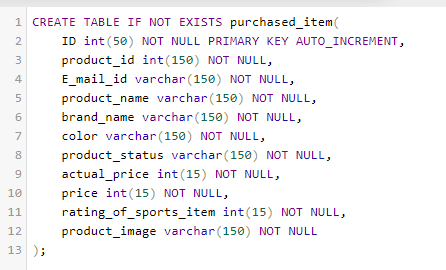 1 CREATE TABLE IF NOT EXISTS purchased_item(
2 ID int(50) NOT NULL PRIMARY KEY AUTO_INCREMENT,
3 product_id int(150) NOT NULL,
4 E_mail_id varchar(150) NOT NULL,
5 product_name varchar(150) NOT NULL,
6 brand_name varchar(150) NOT NULL,
7 color varchar(150) NOT NULL,
8 product_status varchar(150) NOT NULL,
9 actual_price int(15) NOT NULL,
10 price int(15) NOT NULL,
11 rating_of_sports_item int(15) NOT NULL,
12 product_image varchar(150) NOT NULL
13 );